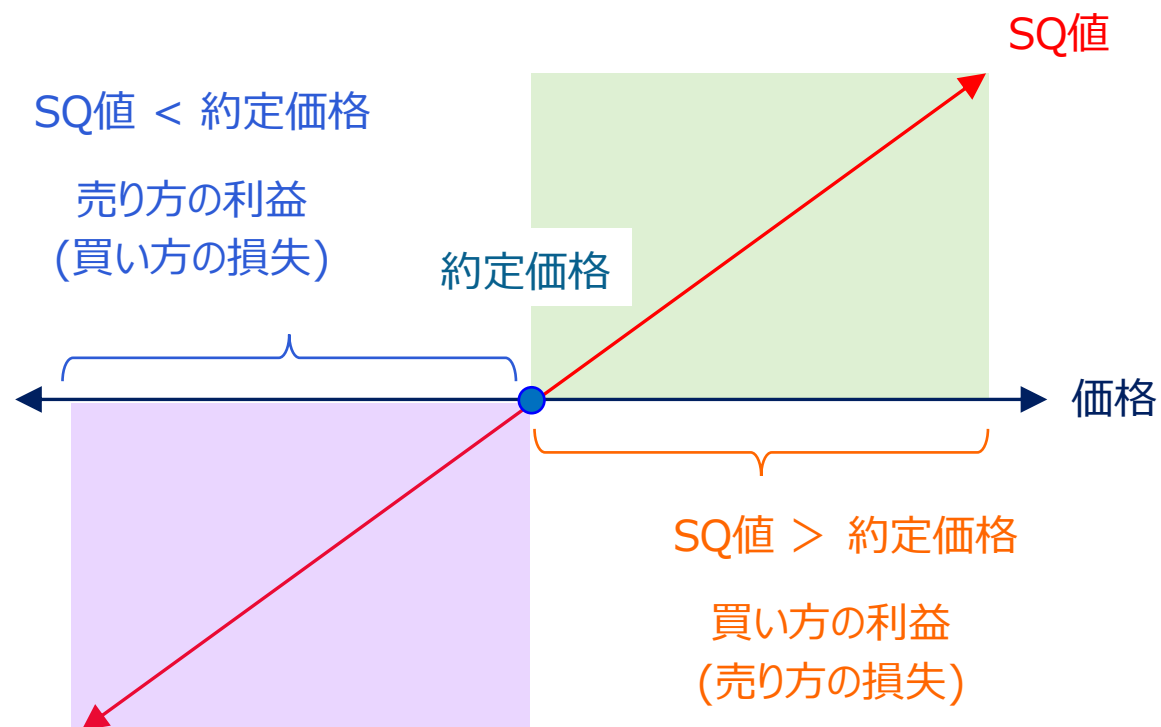 SQ値
SQ値 < 約定価格
売り方の利益
(買い方の損失)
約定価格
価格
SQ値 ＞ 約定価格
買い方の利益
(売り方の損失)